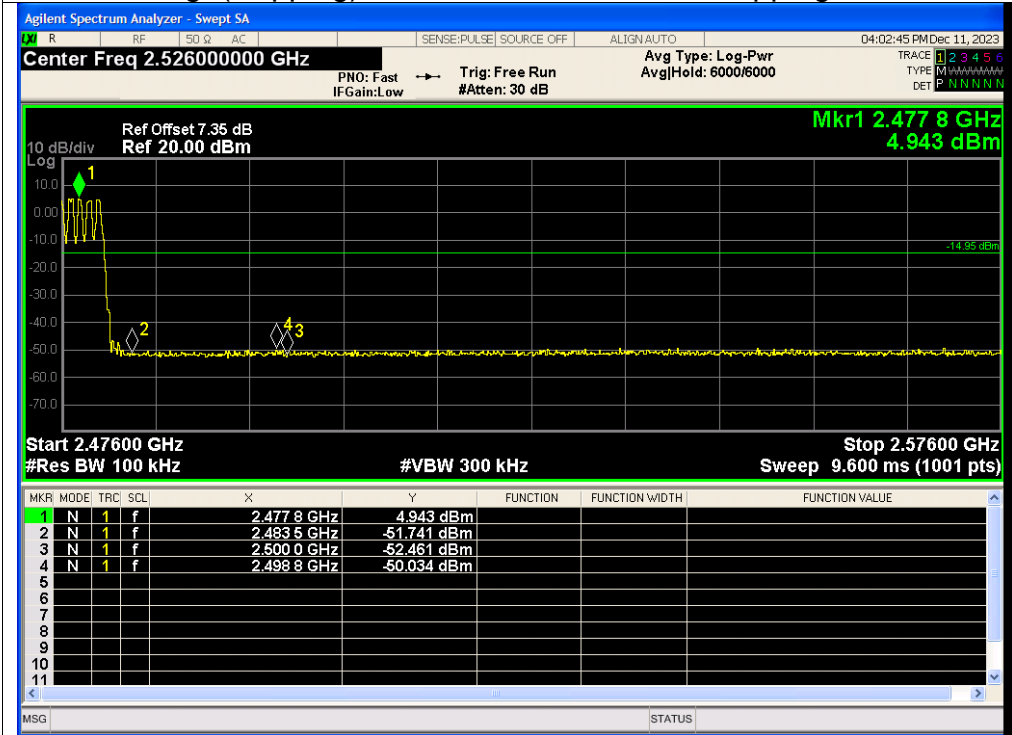 Agilent Spectrum Analyzer - Swept SA
LXI R RF 50 Ω AC SENSE:PULSE SOURCE OFF ALIGN AUTO 04:02:45 PM Dec 11, 2023
Center Freq 2.526000000 GHz
PNO: Fast
IFGain:Low
Trig: Free Run
#Atten: 30 dB
Avg Type: Log-Pwr
Avg|Hold: 6000/6000
TRACE 1 2 3 4 5 6
TYPE M
DET P N N N N N
Mkr1 2.477 8 GHz
4.943 dBm
Ref Offset 7.35 dB
10 dB/div Ref 20.00 dBm
Log
1
10.0
0.00
-10.0
-14.95 dBm
-20.0
-30.0
-40.0
2
4
3
-50.0
-60.0
-70.0
Start 2.47600 GHz Stop 2.57600 GHz
#Res BW 100 kHz #VBW 300 kHz Sweep 9.600 ms (1001 pts)
MKR MODE TRC SCL X Y FUNCTION FUNCTION WIDTH FUNCTION VALUE
1 N 1 f 2.477 8 GHz 4.943 dBm
2 N 1 f 2.483 5 GHz -51.741 dBm
3 N 1 f 2.500 0 GHz -52.461 dBm
4 N 1 f 2.498 8 GHz -50.034 dBm
5
6
7
8
9
10
11
MSG STATUS